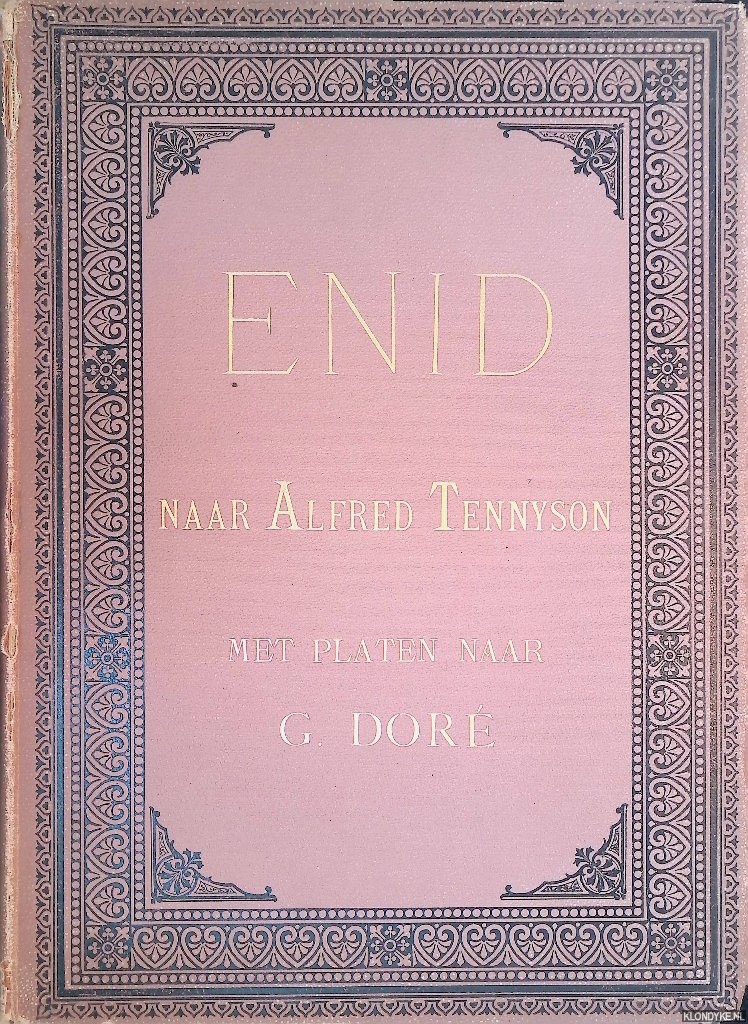 ENID
NAAR ALFRED TENNYSON
MET PLATEN NAAR
G. DORÉ
KLONDYKE.NL